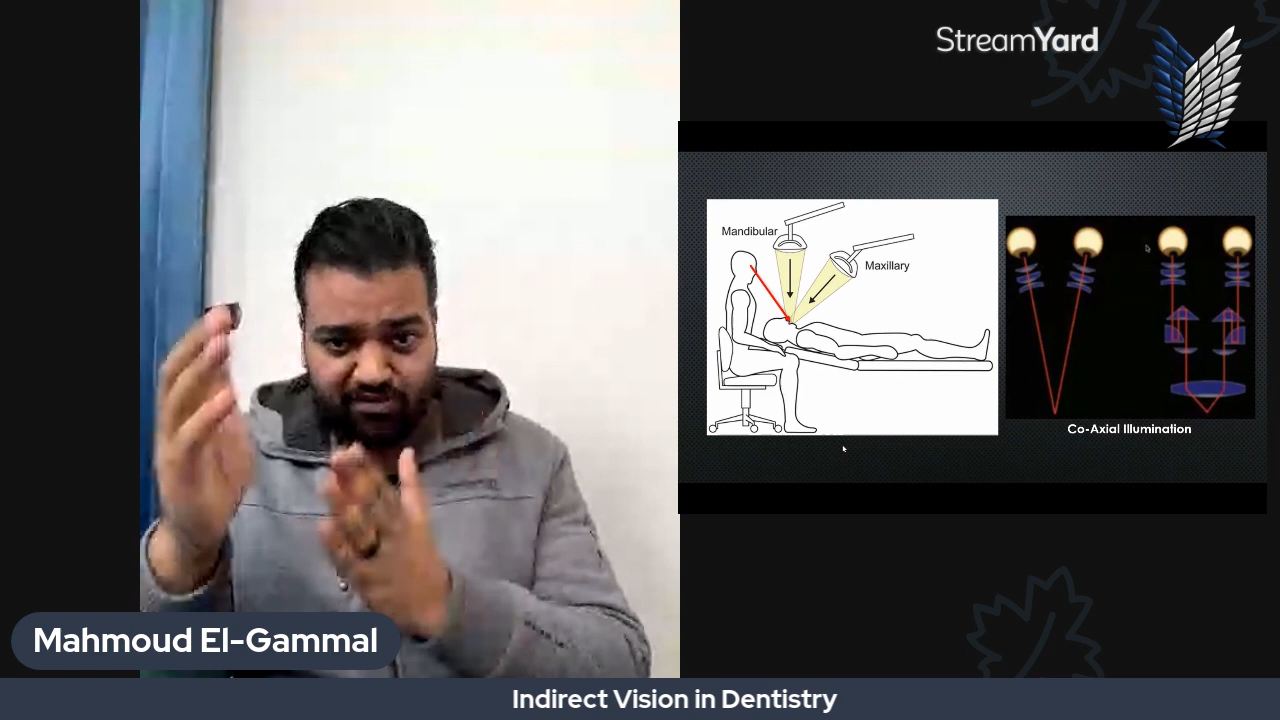 StreamYard
Mandibular
Maxillary
Co-Axial Illumination
Mahmoud El-Gammal
Indirect Vision in Dentistry